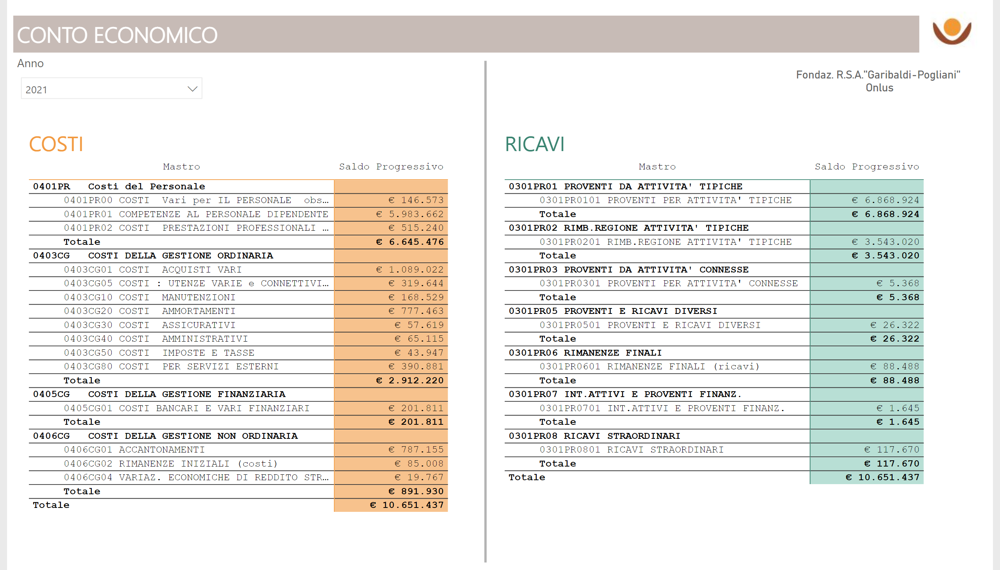 CONTO ECONOMICO
Anno
2021
Fondaz. R.S.A."Garibaldi-Pogliani"
Onlus
COSTI
Mastro Saldo Progressivo
0401PR Costi del Personale
0401PR00 COSTI Vari per IL PERSONALE obs… € 146.573
0401PR01 COMPETENZE AL PERSONALE DIPENDENTE € 5.983.662
0401PR02 COSTI PRESTAZIONI PROFESSIONALI … € 515.240
Totale € 6.645.476
0403CG COSTI DELLA GESTIONE ORDINARIA
0403CG01 COSTI ACQUISTI VARI € 1.089.022
0403CG05 COSTI : UTENZE VARIE e CONNETTIVI… € 319.644
0403CG10 COSTI MANUTENZIONI € 168.529
0403CG20 COSTI AMMORTAMENTI € 777.463
0403CG30 COSTI ASSICURATIVI € 57.619
0403CG40 COSTI AMMINISTRATIVI € 65.115
0403CG50 COSTI IMPOSTE E TASSE € 43.947
0403CG80 COSTI PER SERVIZI ESTERNI € 390.881
Totale € 2.912.220
0405CG COSTI DELLA GESTIONE FINANZIARIA
0405CG01 COSTI BANCARI E VARI FINANZIARI € 201.811
Totale € 201.811
0406CG COSTI DELLA GESTIONE NON ORDINARIA
0406CG01 ACCANTONAMENTI € 787.155
0406CG02 RIMANENZE INIZIALI (costi) € 85.008
0406CG04 VARIAZ. ECONOMICHE DI REDDITO STR… € 19.767
Totale € 891.930
Totale € 10.651.437
RICAVI
Mastro Saldo Progressivo
0301PR01 PROVENTI DA ATTIVITA' TIPICHE
0301PR0101 PROVENTI PER ATTIVITA' TIPICHE € 6.868.924
Totale € 6.868.924
0301PR02 RIMB.REGIONE ATTIVITA' TIPICHE
0301PR0201 RIMB.REGIONE ATTIVITA' TIPICHE € 3.543.020
Totale € 3.543.020
0301PR03 PROVENTI DA ATTIVITA' CONNESSE
0301PR0301 PROVENTI PER ATTIVITA' CONNESSE € 5.368
Totale € 5.368
0301PR05 PROVENTI E RICAVI DIVERSI
0301PR0501 PROVENTI E RICAVI DIVERSI € 26.322
Totale € 26.322
0301PR06 RIMANENZE FINALI
0301PR0601 RIMANENZE FINALI (ricavi) € 88.488
Totale € 88.488
0301PR07 INT.ATTIVI E PROVENTI FINANZ.
0301PR0701 INT.ATTIVI E PROVENTI FINANZ. € 1.645
Totale € 1.645
0301PR08 RICAVI STRAORDINARI
0301PR0801 RICAVI STRAORDINARI € 117.670
Totale € 117.670
Totale € 10.651.437